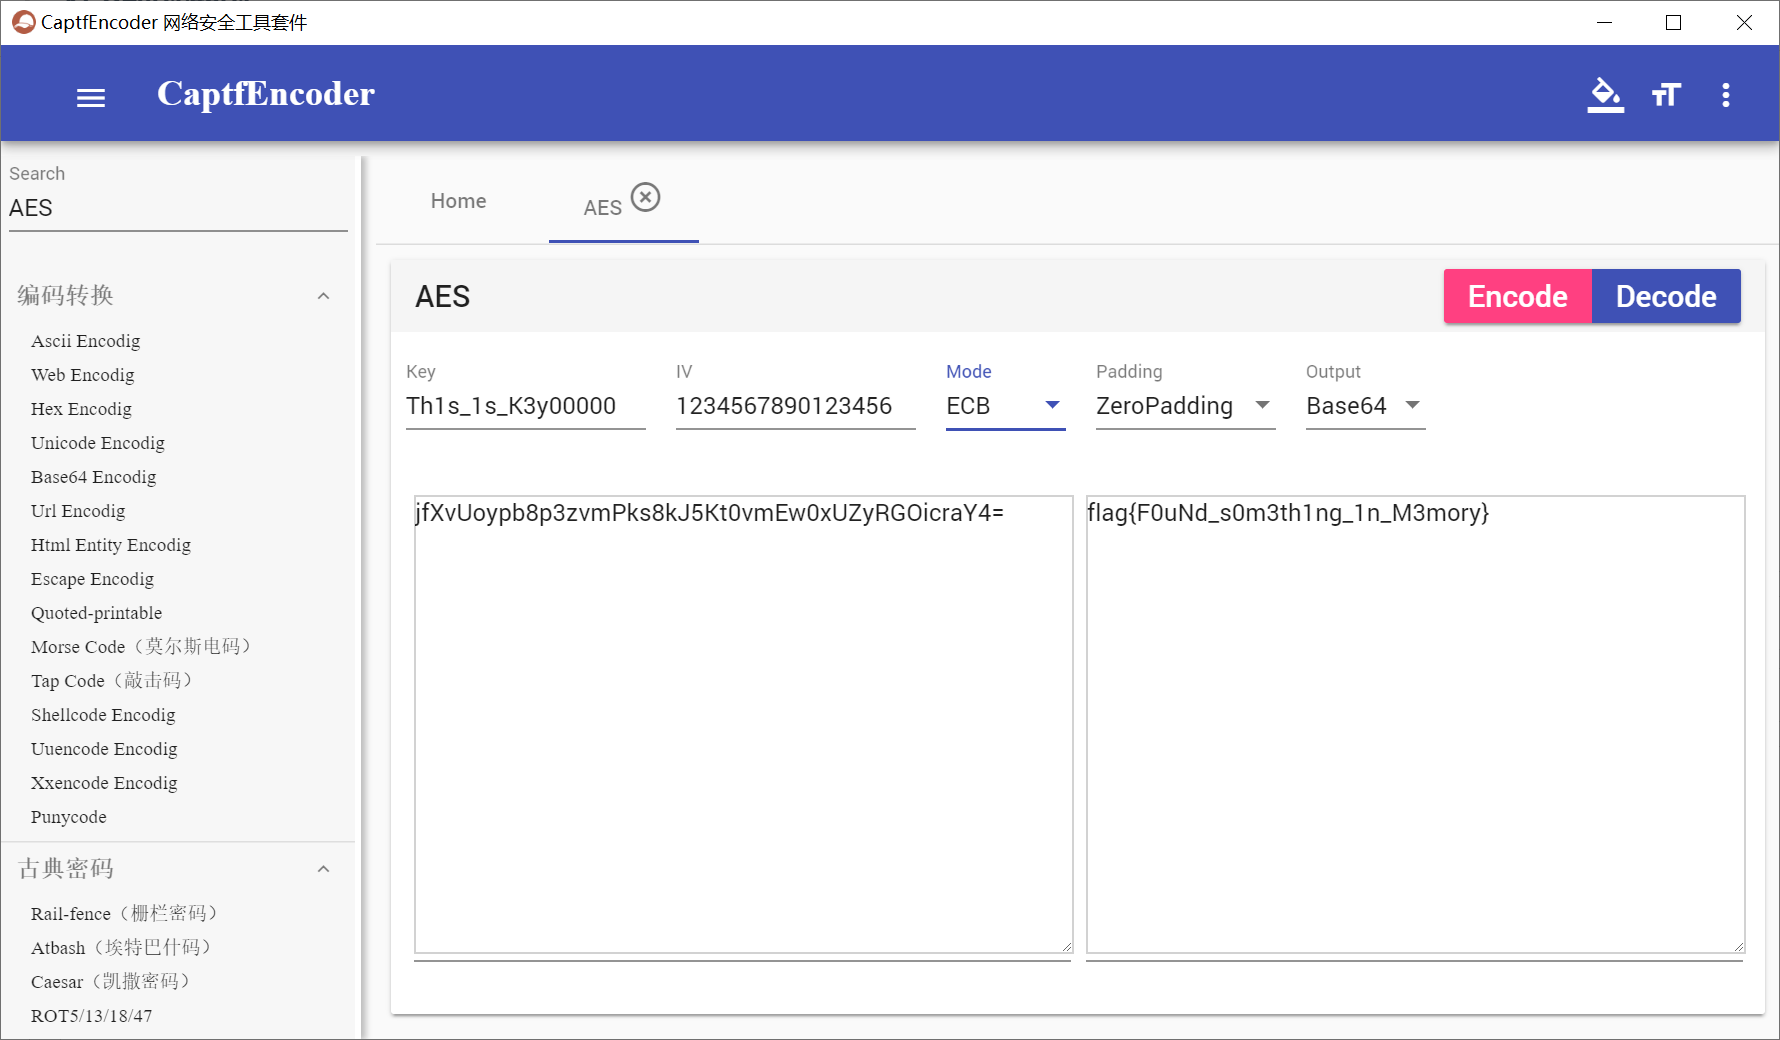 CaptfEncoder 网络安全工具套件
CaptfEncoder
Search
AES
编码转换
Ascii Encodig
Web Encodig
Hex Encodig
Unicode Encodig
Base64 Encodig
Url Encodig
Html Entity Encodig
Escape Encodig
Quoted-printable
Morse Code（莫尔斯电码）
Tap Code（敲击码）
Shellcode Encodig
Uuencode Encodig
Xxencode Encodig
Punycode
古典密码
Rail-fence（栅栏密码）
Atbash（埃特巴什码）
Caesar（凯撒密码）
ROT5/13/18/47
Home AES
AES Encode Decode
Key IV Mode Padding Output
Th1s_1s_K3y00000 1234567890123456 ECB ZeroPadding Base64
jfXvUoypb8p3zvmPks8kJ5Kt0vmEw0xUZyRGOicraY4=
flag{F0uNd_s0m3th1ng_1n_M3mory}